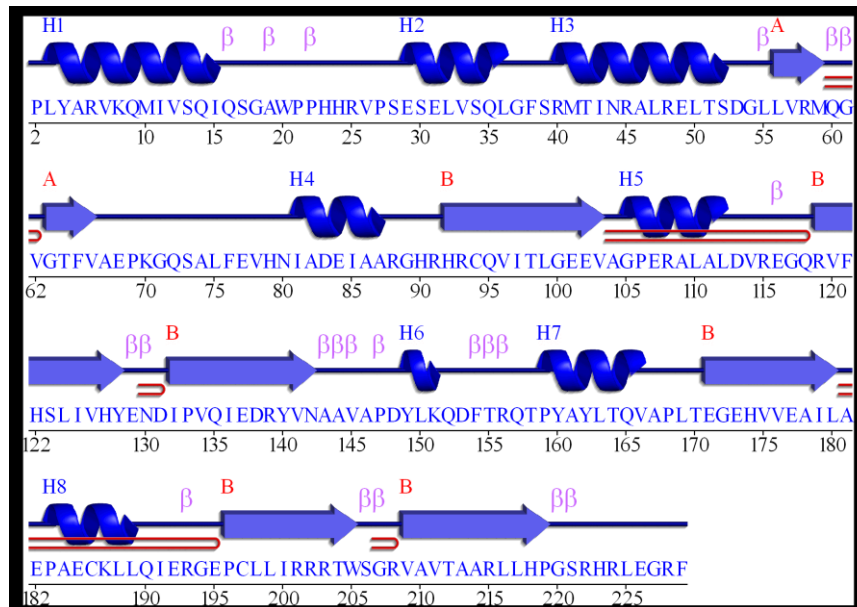 H1 β β β H2 H3 β A ββ
PLYARVKQMIVSQIQSGAWPPHHRVPSESELVSQLGFSRMTINRALRELTSDGLLVRMQG
2 10 15 20 25 30 35 40 45 50 55 60
A H4 B H5 β B
VGTFVAEPKGQSALFEVHNIADEIAARGHRHRCQVITLGEEVAGPERALALDVREGQRVF
62 70 75 80 85 90 95 100 105 110 115 120
ββ B βββ β H6 βββ H7 B
HSLIVHYENDIPVQIEDRYVNAAVAPDYLKQDFTRQTPYAYLTQVAPLTEGEHVVEAILA
122 130 135 140 145 150 155 160 165 170 175 180
H8 β B ββ B ββ
EPAECKLLQIERGEPCLLIRRRTWSGRVAVTAARLLHPGSRHRLEGRF
182 190 195 200 205 210 215 220 225